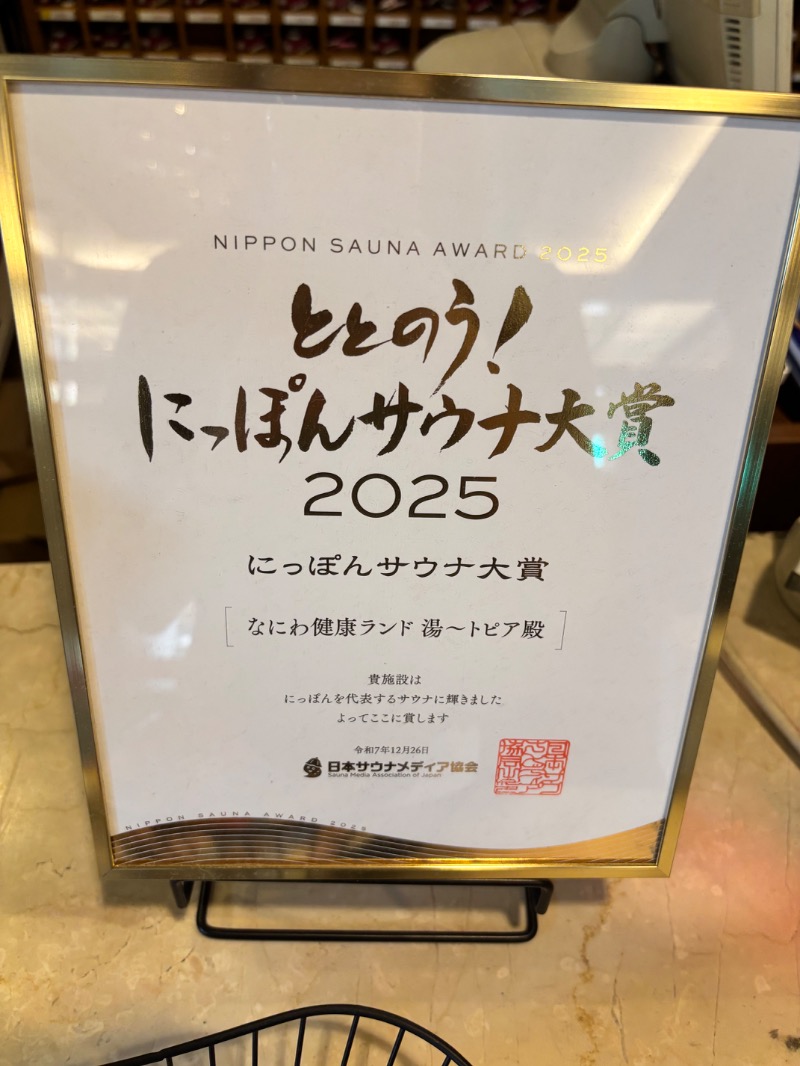 NIPPON SAUNA AWARD 2025
ととのう!
にっぽんサウナ大賞
2025
にっぽんサウナ大賞
[なにわ健康ランド 湯~トピア殿]
貴施設は
にっぽんを代表するサウナに輝きました
よってここに賞します
令和7年12月26日
日本サウナメディア協会
Sauna Media Association of Japan
NIPPON SAUNA AWARD 2025